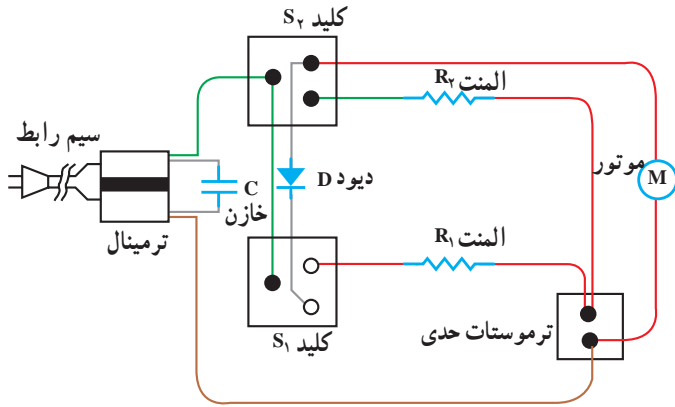 کلید S۲
المنت R۲
سیم رابط
موتور
M
دیود D
C
خازن
ترمینال
المنت R۱
ترموستات حدی
کلید S۱